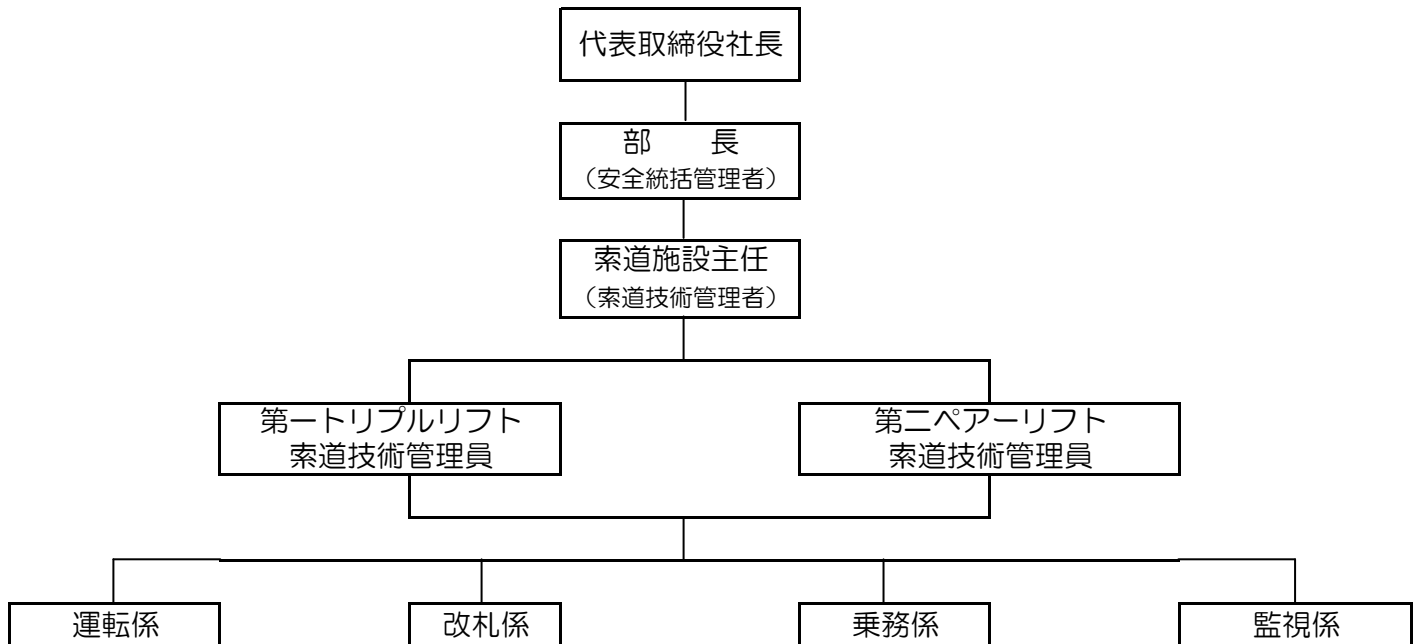 代表取締役社長
部　　長
（安全統括管理者）
索道施設主任
（索道技術管理者）
第一トリプルリフト
索道技術管理員
第二ペアーリフト
索道技術管理員
運転係
改札係
乗務係
監視係